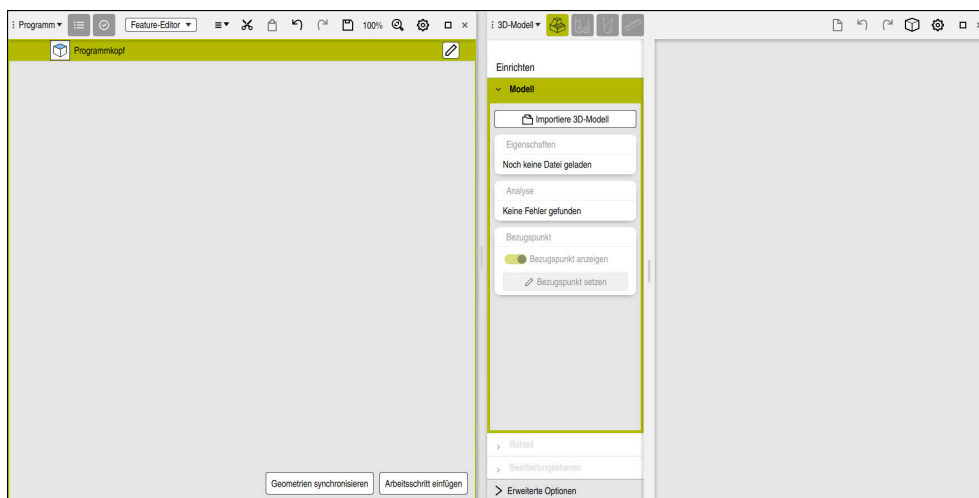 Programm
Feature-Editor
100%
Programmkopf
Geometrien synchronisieren
Arbeitsschritt einfügen
3D-Modell
Einrichten
Modell
Importiere 3D-Modell
Eigenschaften
Noch keine Datei geladen
Analyse
Keine Fehler gefunden
Bezugspunkt
Bezugspunkt anzeigen
Bezugspunkt setzen
Rohteil
Bearbeitungsebenen
Erweiterte Optionen